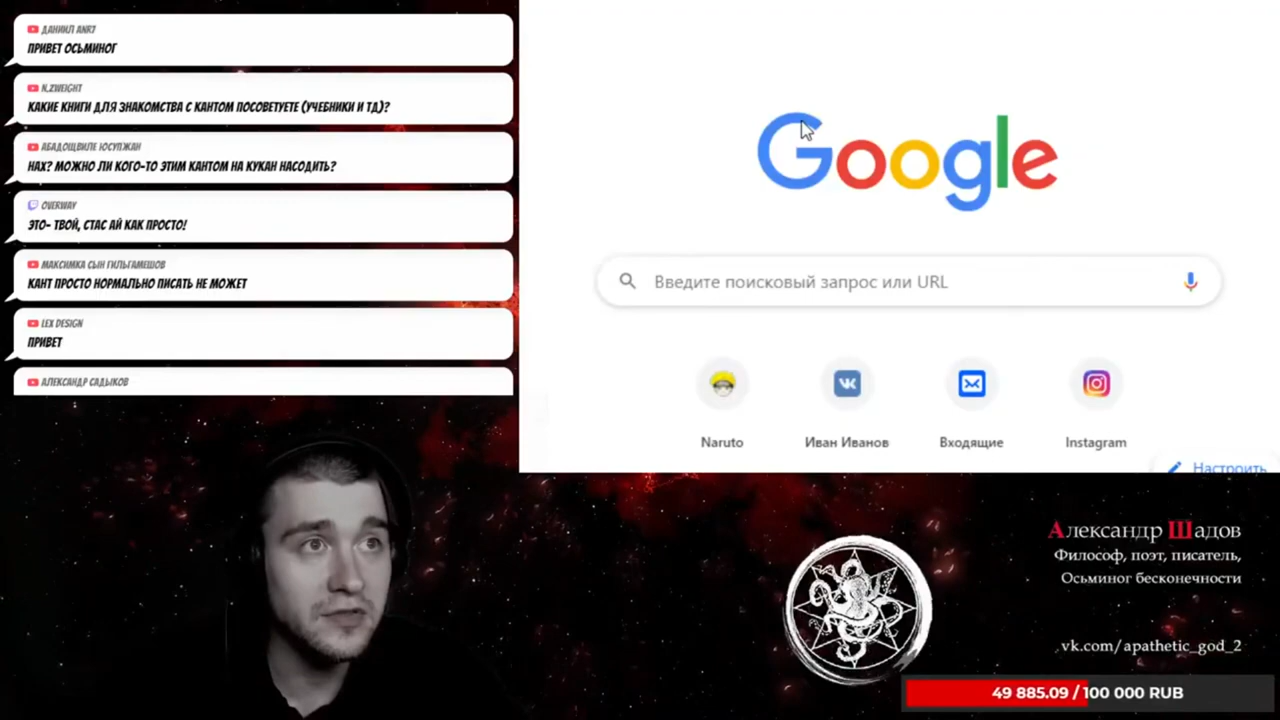 ДАНИИЛ ANR7
ПРИВЕТ ОСЬМИНОГ
N.ZWEIGHT
КАКИЕ КНИГИ ДЛЯ ЗНАКОМСТВА С КАНТОМ ПОСОВЕТУЕТЕ (УЧЕБНИКИ И ТД)?
АБАДОЩВИЛЕ ЮСУПЖАН
НАХ? МОЖНО ЛИ КОГО-ТО ЭТИМ КАНТОМ НА КУКАН НАСОДИТЬ?
OVERWAY
ЭТО- ТВОЙ, СТАС АЙ КАК ПРОСТО!
МАКСИМКА СЫН ГИЛЬГАМЕШОВ
КАНТ ПРОСТО НОРМАЛЬНО ПИСАТЬ НЕ МОЖЕТ
LEX DESIGN
ПРИВЕТ
АЛЕКСАНДР САДЫКОВ
Google
Введите поисковый запрос или URL
Naruto
Иван Иванов
Входящие
Instagram
Настроить
Александр Шадов
Философ, поэт, писатель,
Осьминог бесконечности
vk.com/apathetic_god_2
49 885.09 / 100 000 RUB